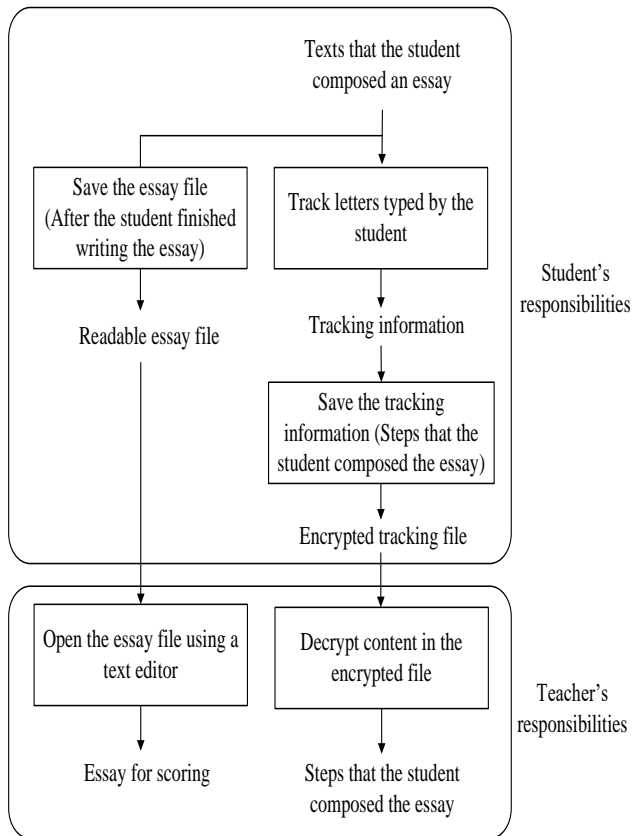 Texts that the student
composed an essay
Save the essay file
(After the student finished
writing the essay)
Track letters typed by the
student
Student's
responsibilities
Readable essay file
Tracking information
Save the tracking
information (Steps that the
student composed the essay)
Encrypted tracking file
Open the essay file using a
text editor
Decrypt content in the
encrypted file
Teacher's
responsibilities
Essay for scoring
Steps that the student
composed the essay